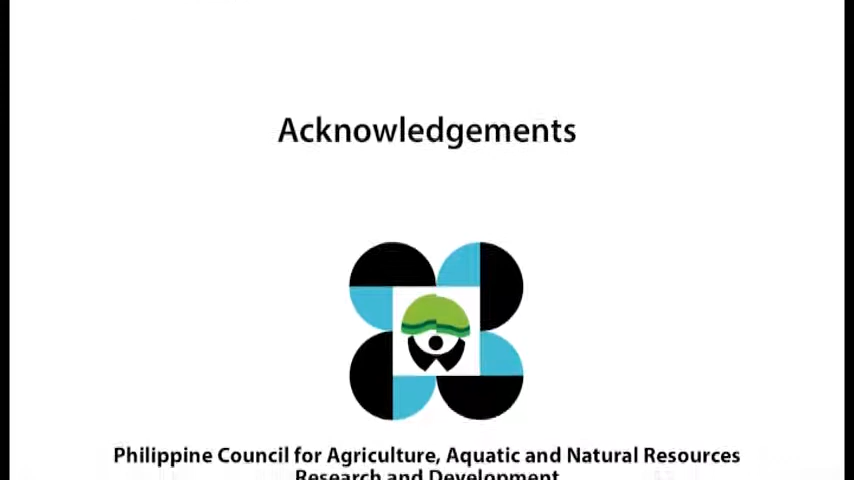 Acknowledgements
Philippine Council for Agriculture, Aquatic and Natural Resources
Research and Development